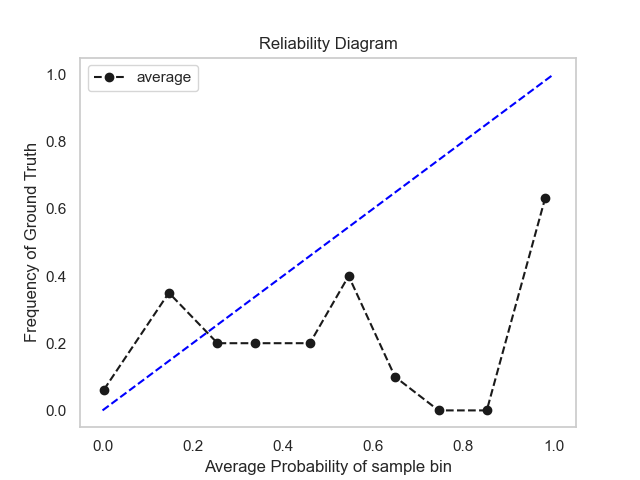 Reliability Diagram
average
Frequency of Ground Truth
1.0
0.8
0.6
0.4
0.2
0.0
0.0 0.2 0.4 0.6 0.8 1.0
Average Probability of sample bin